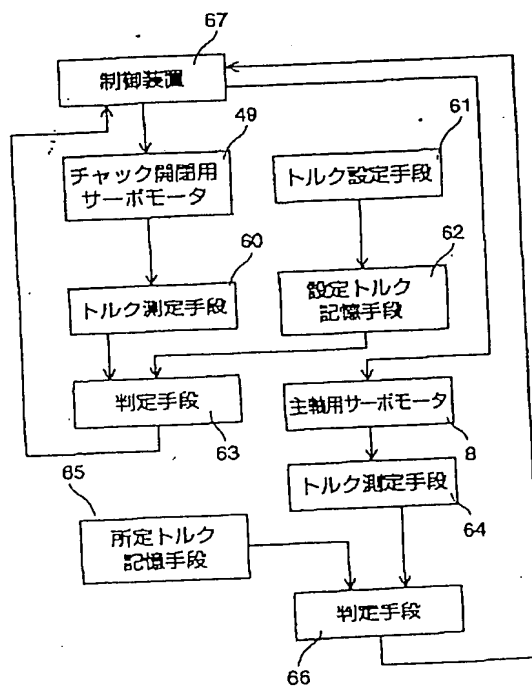 67
制御装置
49
チャック開閉用
サーボモータ
61
トルク設定手段
60
トルク測定手段
62
設定トルク
記憶手段
判定手段
63
主軸用サーボモータ
8
トルク測定手段
64
65
所定トルク
記憶手段
判定手段
66